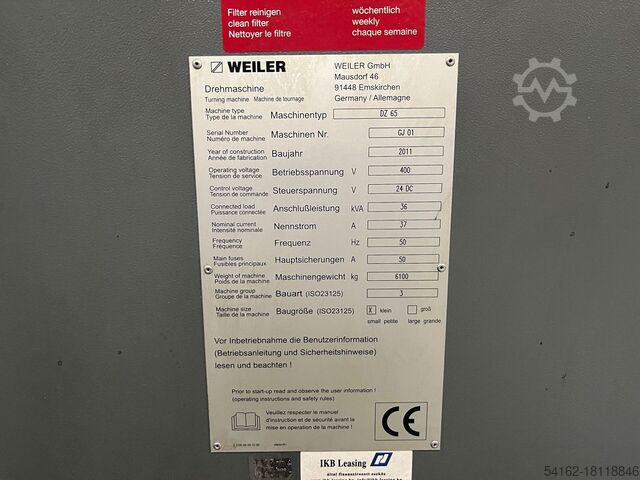 Filter reinigen wöchentlich
clean filter weekly
Nettoyer le filtre chaque semaine
WEILER WEILER GmbH
Mausdorf 46
Drehmaschine 91448 Emskirchen
Turning machine Machine de tournage Germany / Allemagne
Machine type
Type de la machine Maschinentyp DZ 65
Serial Number
Numéro de machine Maschinen Nr. GJ 01
Year of construction
Année de fabrication Baujahr 2011
Operating voltage
Tension de service Betriebsspannung V 400
Control voltage
Tension de commande Steuerspannung V 24 DC
Connected load
Puissance connectée Anschlußleistung kVA 36
Nominal current
Intensité nominale Nennstrom A 37
Frequency
Fréquence Frequenz Hz 50
Main fuses
Fusibles principaux Hauptsicherungen A 50
Weight of machine
Poids de la machine Maschinengewicht kg 6100
Machine group
Groupe de la machine Bauart (ISO23125) 3
Machine size
Taille de la machine Baugröße (ISO23125) X klein groß
small petite large grande
Vor Inbetriebnahme die Benutzerinformation
(Betriebsanleitung und Sicherheitshinweise)
lesen und beachten !
Prior to start-up read and observe the user information !
(operating instructions and safety rules)
Veuillez respecter le manuel
d'instruction et de sécurité avant la
mise en opération de la machine !
CE
IKB Leasing
által finanszírozott eszköz
54162-18118846